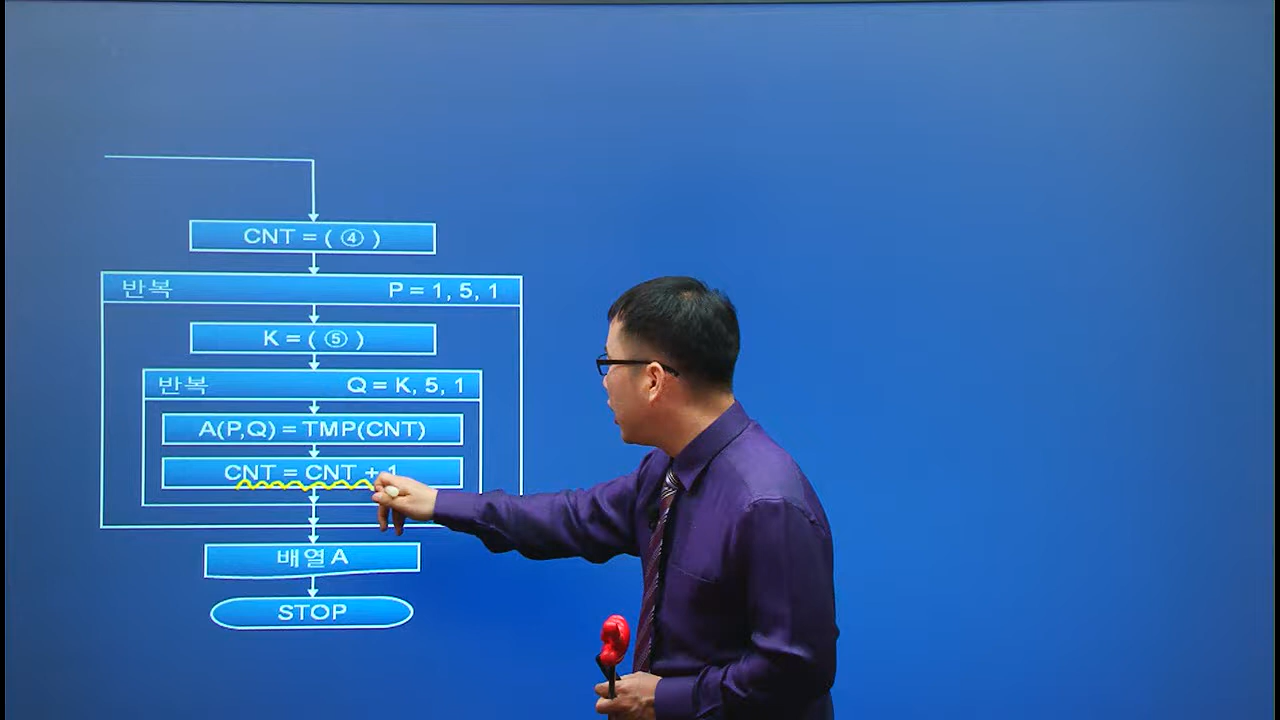 CNT = ( ④ )
반복 P = 1, 5, 1
K = ( ⑤ )
반복 Q = K, 5, 1
A(P,Q) = TMP(CNT)
CNT = CNT + 1
배열 A
STOP